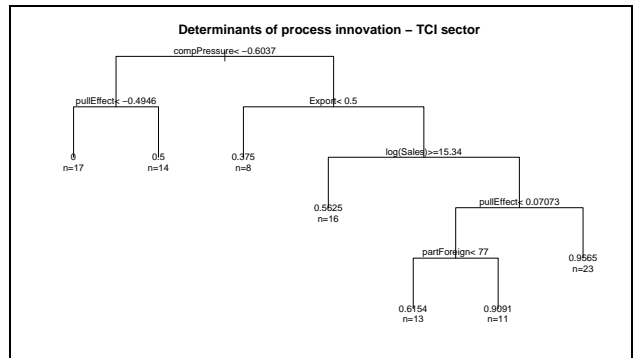 Determinants of process innovation – TCI sector
compPressure< −0.6037
pullEffect< −0.4946
Export< 0.5
0
n=17
0.5
n=14
0.375
n=8
log(Sales)>=15.34
0.5625
n=16
pullEffect< 0.07073
partForeign< 77
0.9565
n=23
0.6154
n=13
0.9091
n=11